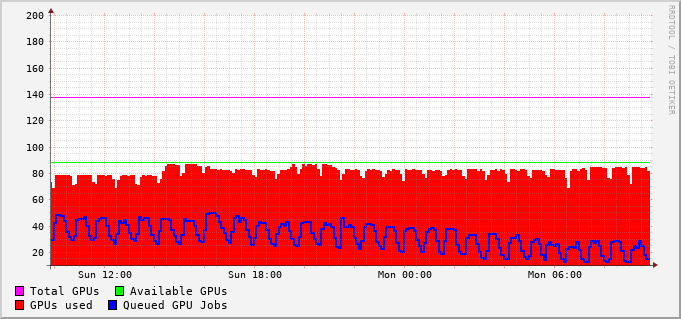 200
180
160
140
120
100
80
60
40
20
Sun 12:00 Sun 18:00 Mon 00:00 Mon 06:00
Total GPUs Available GPUs
GPUs used Queued GPU Jobs
RRDTOOL / TOBI OETIKER